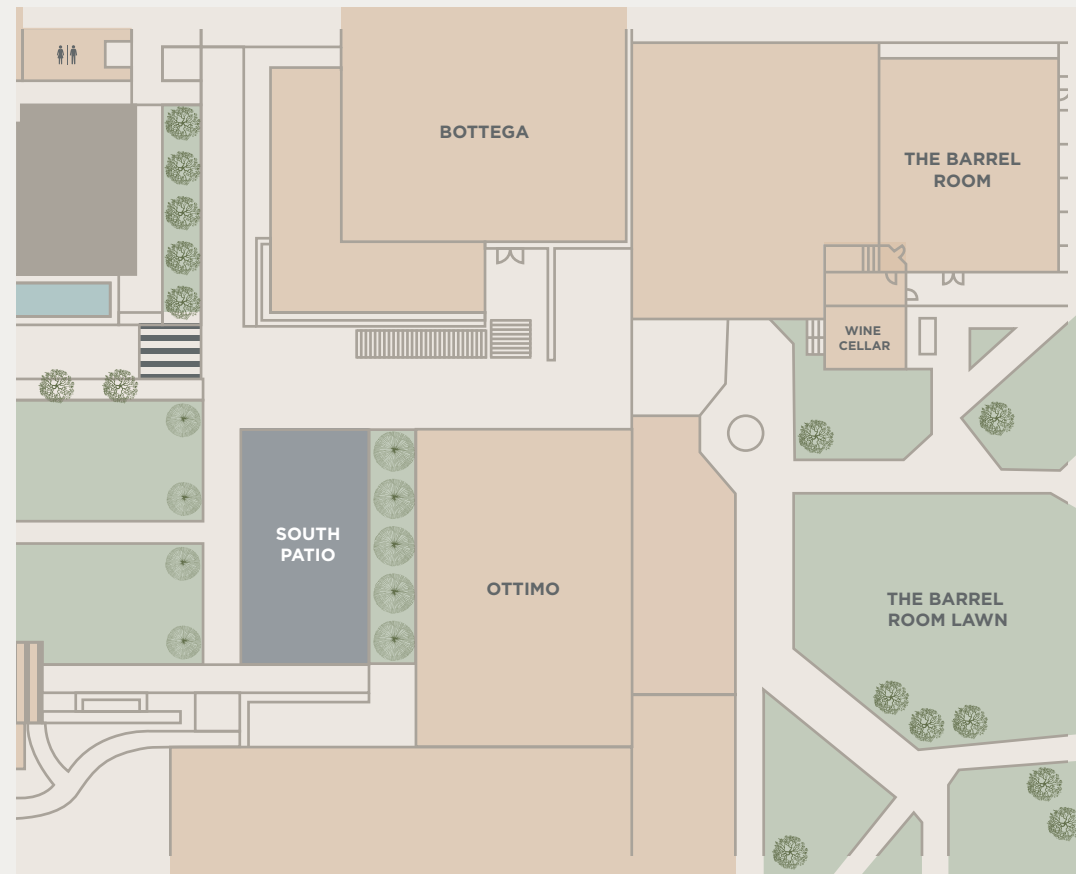 BOTTEGA
THE BARREL
ROOM
WINE
CELLAR
SOUTH
PATIO
OTTIMO
THE BARREL
ROOM LAWN